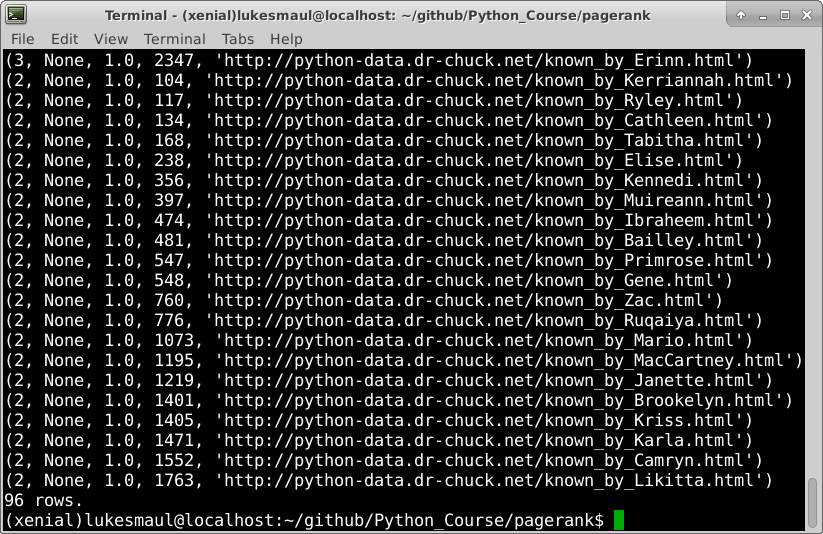 Terminal - (xenial)lukesmaul@localhost: ~/github/Python_Course/pagerank
File Edit View Terminal Tabs Help
(3, None, 1.0, 2347, 'http://python-data.dr-chuck.net/known_by_Erinn.html')
(2, None, 1.0, 104, 'http://python-data.dr-chuck.net/known_by_Kerriannah.html')
(2, None, 1.0, 117, 'http://python-data.dr-chuck.net/known_by_Ryley.html')
(2, None, 1.0, 134, 'http://python-data.dr-chuck.net/known_by_Cathleen.html')
(2, None, 1.0, 168, 'http://python-data.dr-chuck.net/known_by_Tabitha.html')
(2, None, 1.0, 238, 'http://python-data.dr-chuck.net/known_by_Elise.html')
(2, None, 1.0, 356, 'http://python-data.dr-chuck.net/known_by_Kennedi.html')
(2, None, 1.0, 397, 'http://python-data.dr-chuck.net/known_by_Muireann.html')
(2, None, 1.0, 474, 'http://python-data.dr-chuck.net/known_by_Ibraheem.html')
(2, None, 1.0, 481, 'http://python-data.dr-chuck.net/known_by_Bailley.html')
(2, None, 1.0, 547, 'http://python-data.dr-chuck.net/known_by_Primrose.html')
(2, None, 1.0, 548, 'http://python-data.dr-chuck.net/known_by_Gene.html')
(2, None, 1.0, 760, 'http://python-data.dr-chuck.net/known_by_Zac.html')
(2, None, 1.0, 776, 'http://python-data.dr-chuck.net/known_by_Ruqaiya.html')
(2, None, 1.0, 1073, 'http://python-data.dr-chuck.net/known_by_Mario.html')
(2, None, 1.0, 1195, 'http://python-data.dr-chuck.net/known_by_MacCartney.html')
(2, None, 1.0, 1219, 'http://python-data.dr-chuck.net/known_by_Janette.html')
(2, None, 1.0, 1401, 'http://python-data.dr-chuck.net/known_by_Brookelyn.html')
(2, None, 1.0, 1405, 'http://python-data.dr-chuck.net/known_by_Kriss.html')
(2, None, 1.0, 1471, 'http://python-data.dr-chuck.net/known_by_Karla.html')
(2, None, 1.0, 1552, 'http://python-data.dr-chuck.net/known_by_Camryn.html')
(2, None, 1.0, 1763, 'http://python-data.dr-chuck.net/known_by_Likitta.html')
96 rows.
(xenial)lukesmaul@localhost:~/github/Python_Course/pagerank$